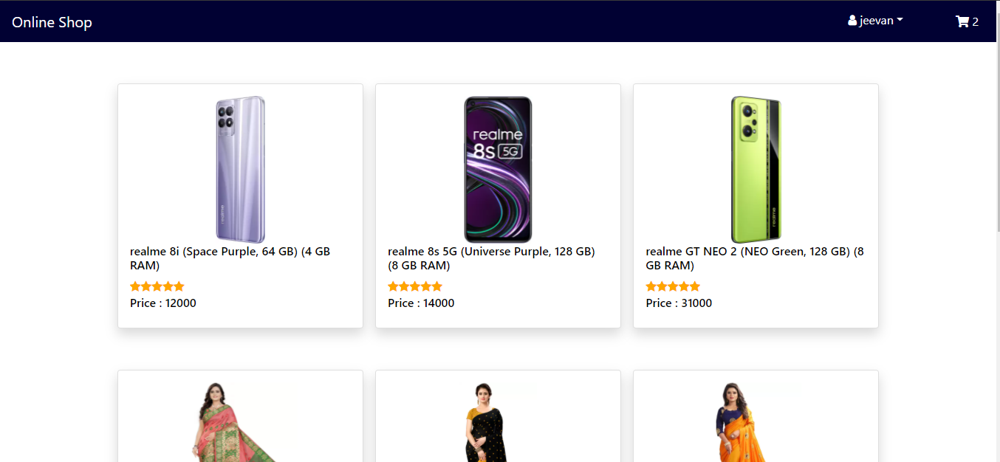 Online Shop
jeevan
2
realme
8s 5G
realme
realme
realme 8i (Space Purple, 64 GB) (4 GB
RAM)
Price : 12000
realme 8s 5G (Universe Purple, 128 GB)
(8 GB RAM)
Price : 14000
realme GT NEO 2 (NEO Green, 128 GB) (8
GB RAM)
Price : 31000